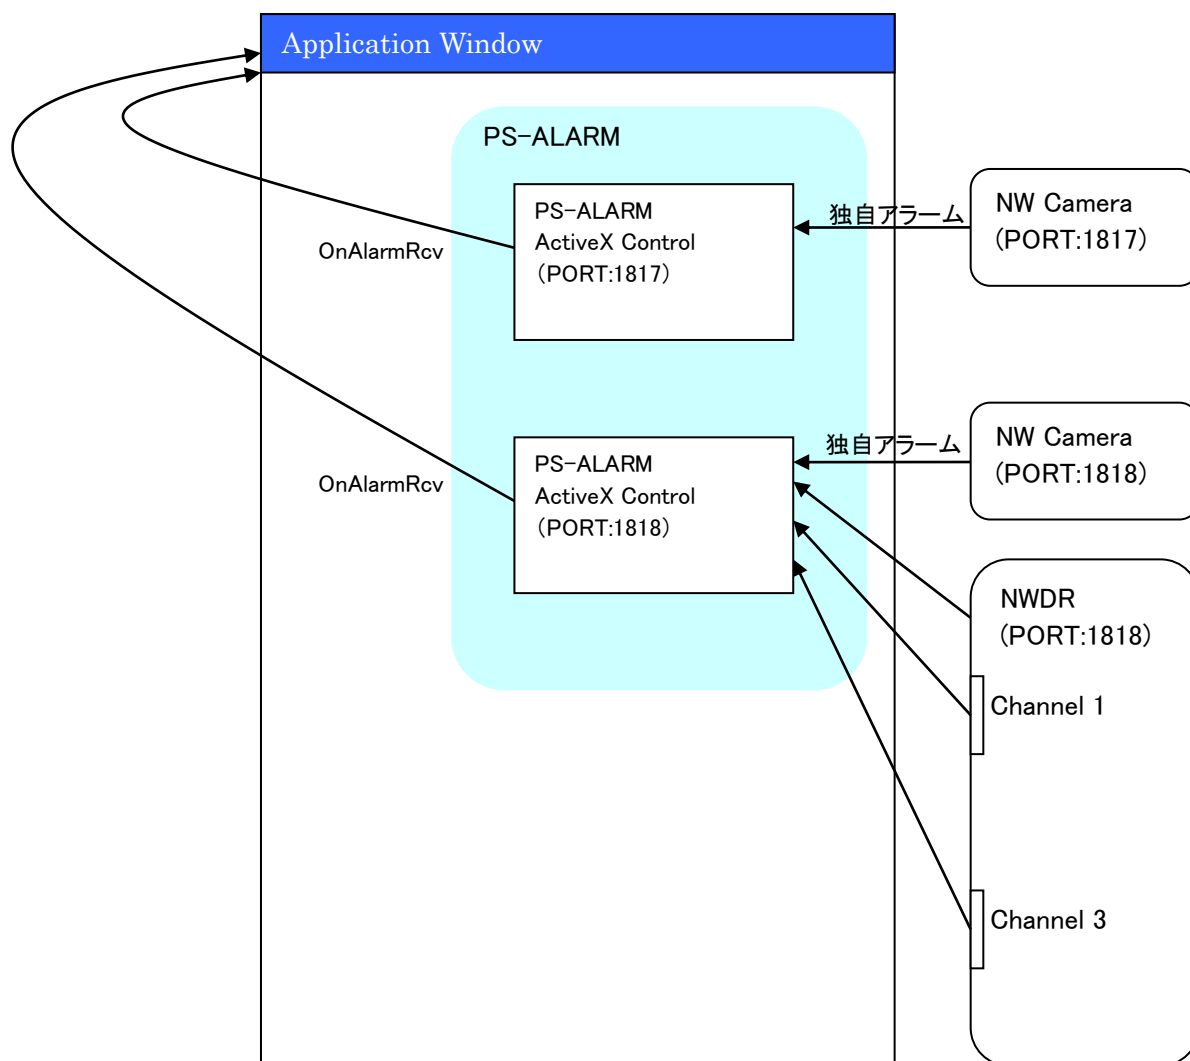 Application Window
PS-ALARM
PS-ALARM
ActiveX Control
(PORT:1817)
OnAlarmRcv
独自アラーム
NW Camera
(PORT:1817)
PS-ALARM
ActiveX Control
(PORT:1818)
OnAlarmRcv
独自アラーム
NW Camera
(PORT:1818)
NWDR
(PORT:1818)
Channel 1
Channel 3